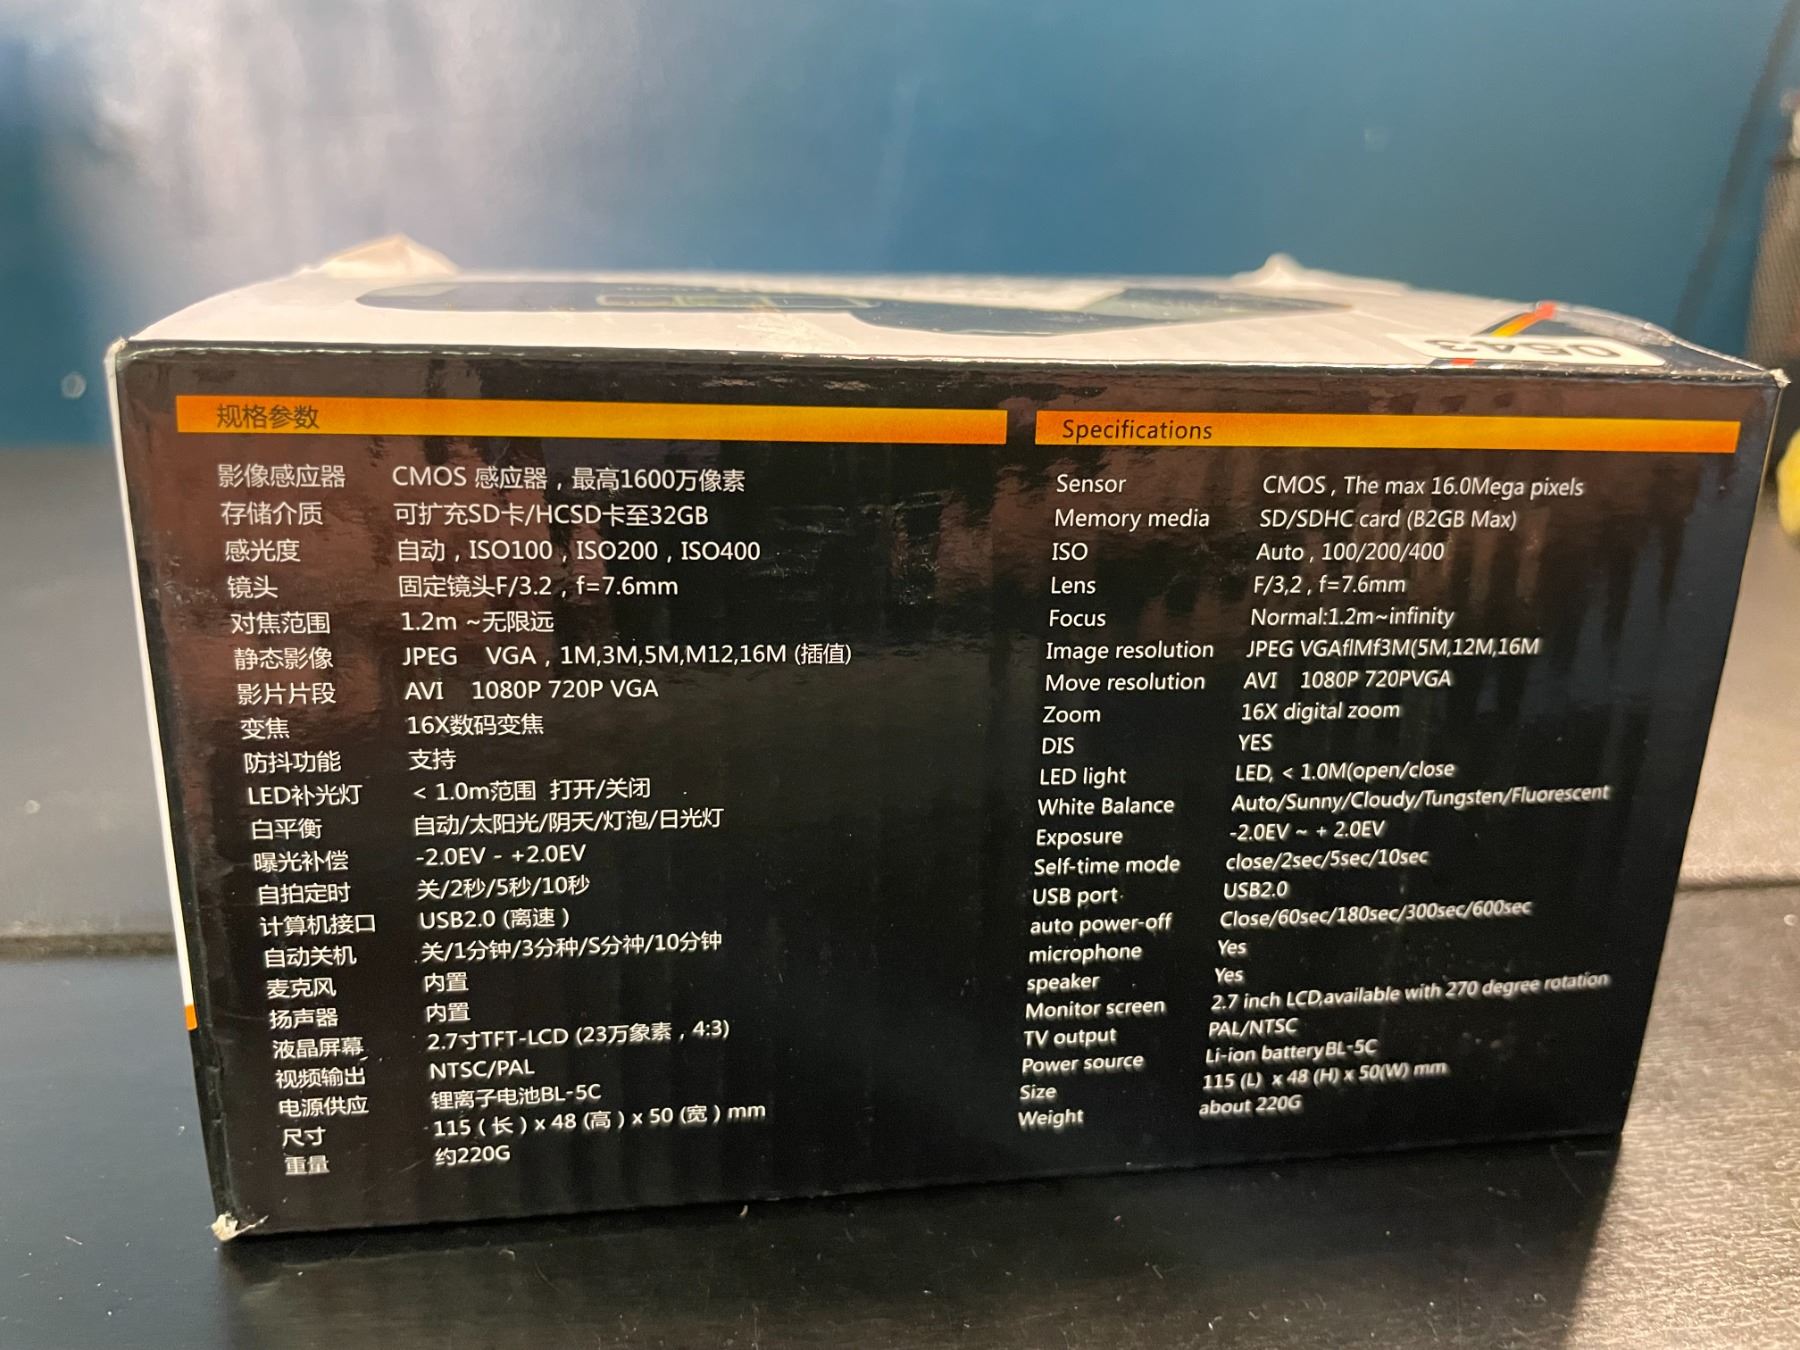 0543
规格参数
影像感应器 CMOS 感应器，最高1600万像素
存储介质 可扩充SD卡/HCSD卡至32GB
感光度 自动，ISO100，ISO200，ISO400
镜头 固定镜头F/3.2，f=7.6mm
对焦范围 1.2m ~无限远
静态影像 JPEG VGA，1M,3M,5M,M12,16M (插值)
影片片段 AVI 1080P 720P VGA
变焦 16X数码变焦
防抖功能 支持
LED补光灯 < 1.0m范围 打开/关闭
白平衡 自动/太阳光/阴天/灯泡/日光灯
曝光补偿 -2.0EV - +2.0EV
自拍定时 关/2秒/5秒/10秒
计算机接口 USB2.0 (离速）
自动关机 关/1分钟/3分种/S分衶/10分钟
麦克风 内置
扬声器 内置
液晶屏幕 2.7寸TFT-LCD (23万象素，4:3)
视频输出 NTSC/PAL
电源供应 锂离子电池BL-5C
尺寸 115（长）x 48 (高）x 50 (宽）mm
重量 约220G
Specifications
Sensor CMOS , The max 16.0Mega pixels
Memory media SD/SDHC card (B2GB Max)
ISO Auto , 100/200/400
Lens F/3,2 , f=7.6mm
Focus Normal:1.2m~infinity
Image resolution JPEG VGAflMf3M(5M,12M,16M
Move resolution AVI 1080P 720PVGA
Zoom 16X digital zoom
DIS YES
LED light LED, < 1.0M(open/close
White Balance Auto/Sunny/Cloudy/Tungsten/Fluorescent
Exposure -2.0EV ~ + 2.0EV
Self-time mode close/2sec/5sec/10sec
USB port USB2.0
auto power-off Close/60sec/180sec/300sec/600sec
microphone Yes
speaker Yes
Monitor screen 2.7 inch LCD,available with 270 degree rotation
TV output PAL/NTSC
Power source Li-ion batteryBL-5C
Size 115 (L) x 48 (H) x 50(W) mm
Weight about 220G